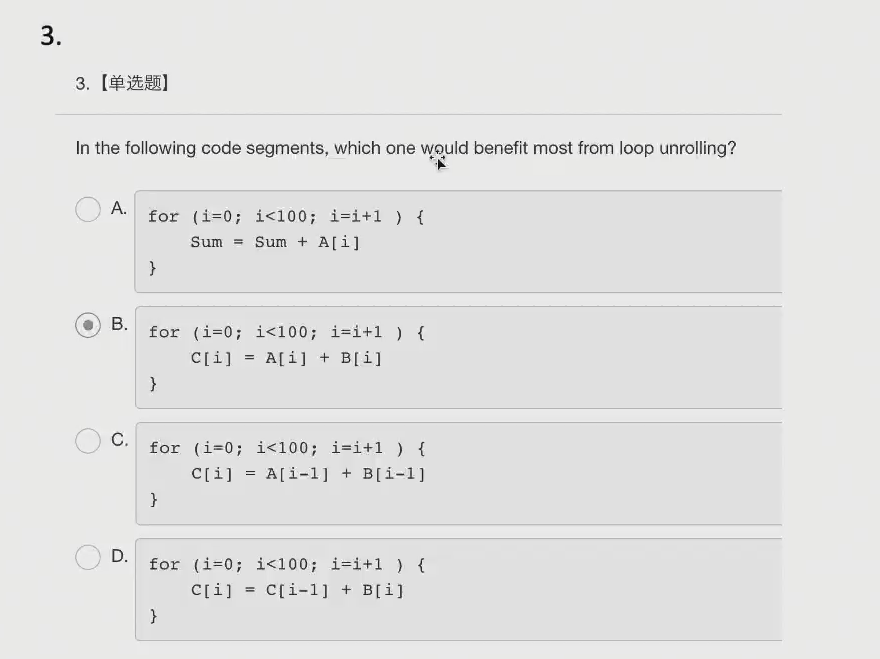 3.
3.【单选题】
In the following code segments, which one would benefit most from loop unrolling?
A.
for (i=0; i<100; i=i+1 ) {
Sum = Sum + A[i]
}
B.
for (i=0; i<100; i=i+1 ) {
C[i] = A[i] + B[i]
}
C.
for (i=0; i<100; i=i+1 ) {
C[i] = A[i-1] + B[i-1]
}
D.
for (i=0; i<100; i=i+1 ) {
C[i] = C[i-1] + B[i]
}